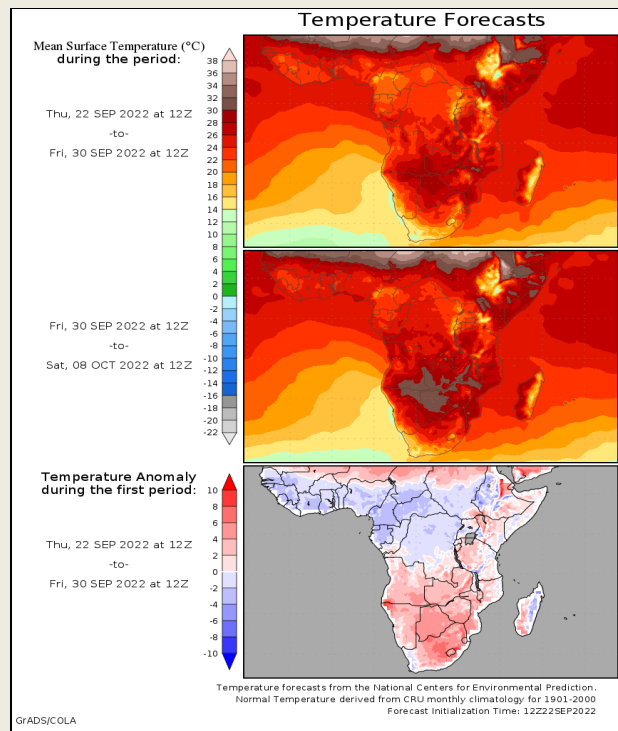 Temperature Forecasts
Mean Surface Temperature (°C)
during the period:
Thu, 22 SEP 2022 at 12Z
-to-
Fri, 30 SEP 2022 at 12Z
38
36
34
32
30
28
26
24
22
20
18
16
14
12
10
8
6
4
2
0
-2
-4
-6
-8
-10
-12
-14
-16
-18
-20
-22
Fri, 30 SEP 2022 at 12Z
-to-
Sat, 08 OCT 2022 at 12Z
Temperature Anomaly
during the first period:
Thu, 22 SEP 2022 at 12Z
-to-
Fri, 30 SEP 2022 at 12Z
10
8
6
4
2
0
-2
-4
-6
-8
-10
Temperature forecasts from the National Centers for Environmental Prediction.
Normal Temperature derived from CRU monthly climatology for 1901-2000
Forecast Initialization Time: 12Z22SEP2022
GrADS/COLA